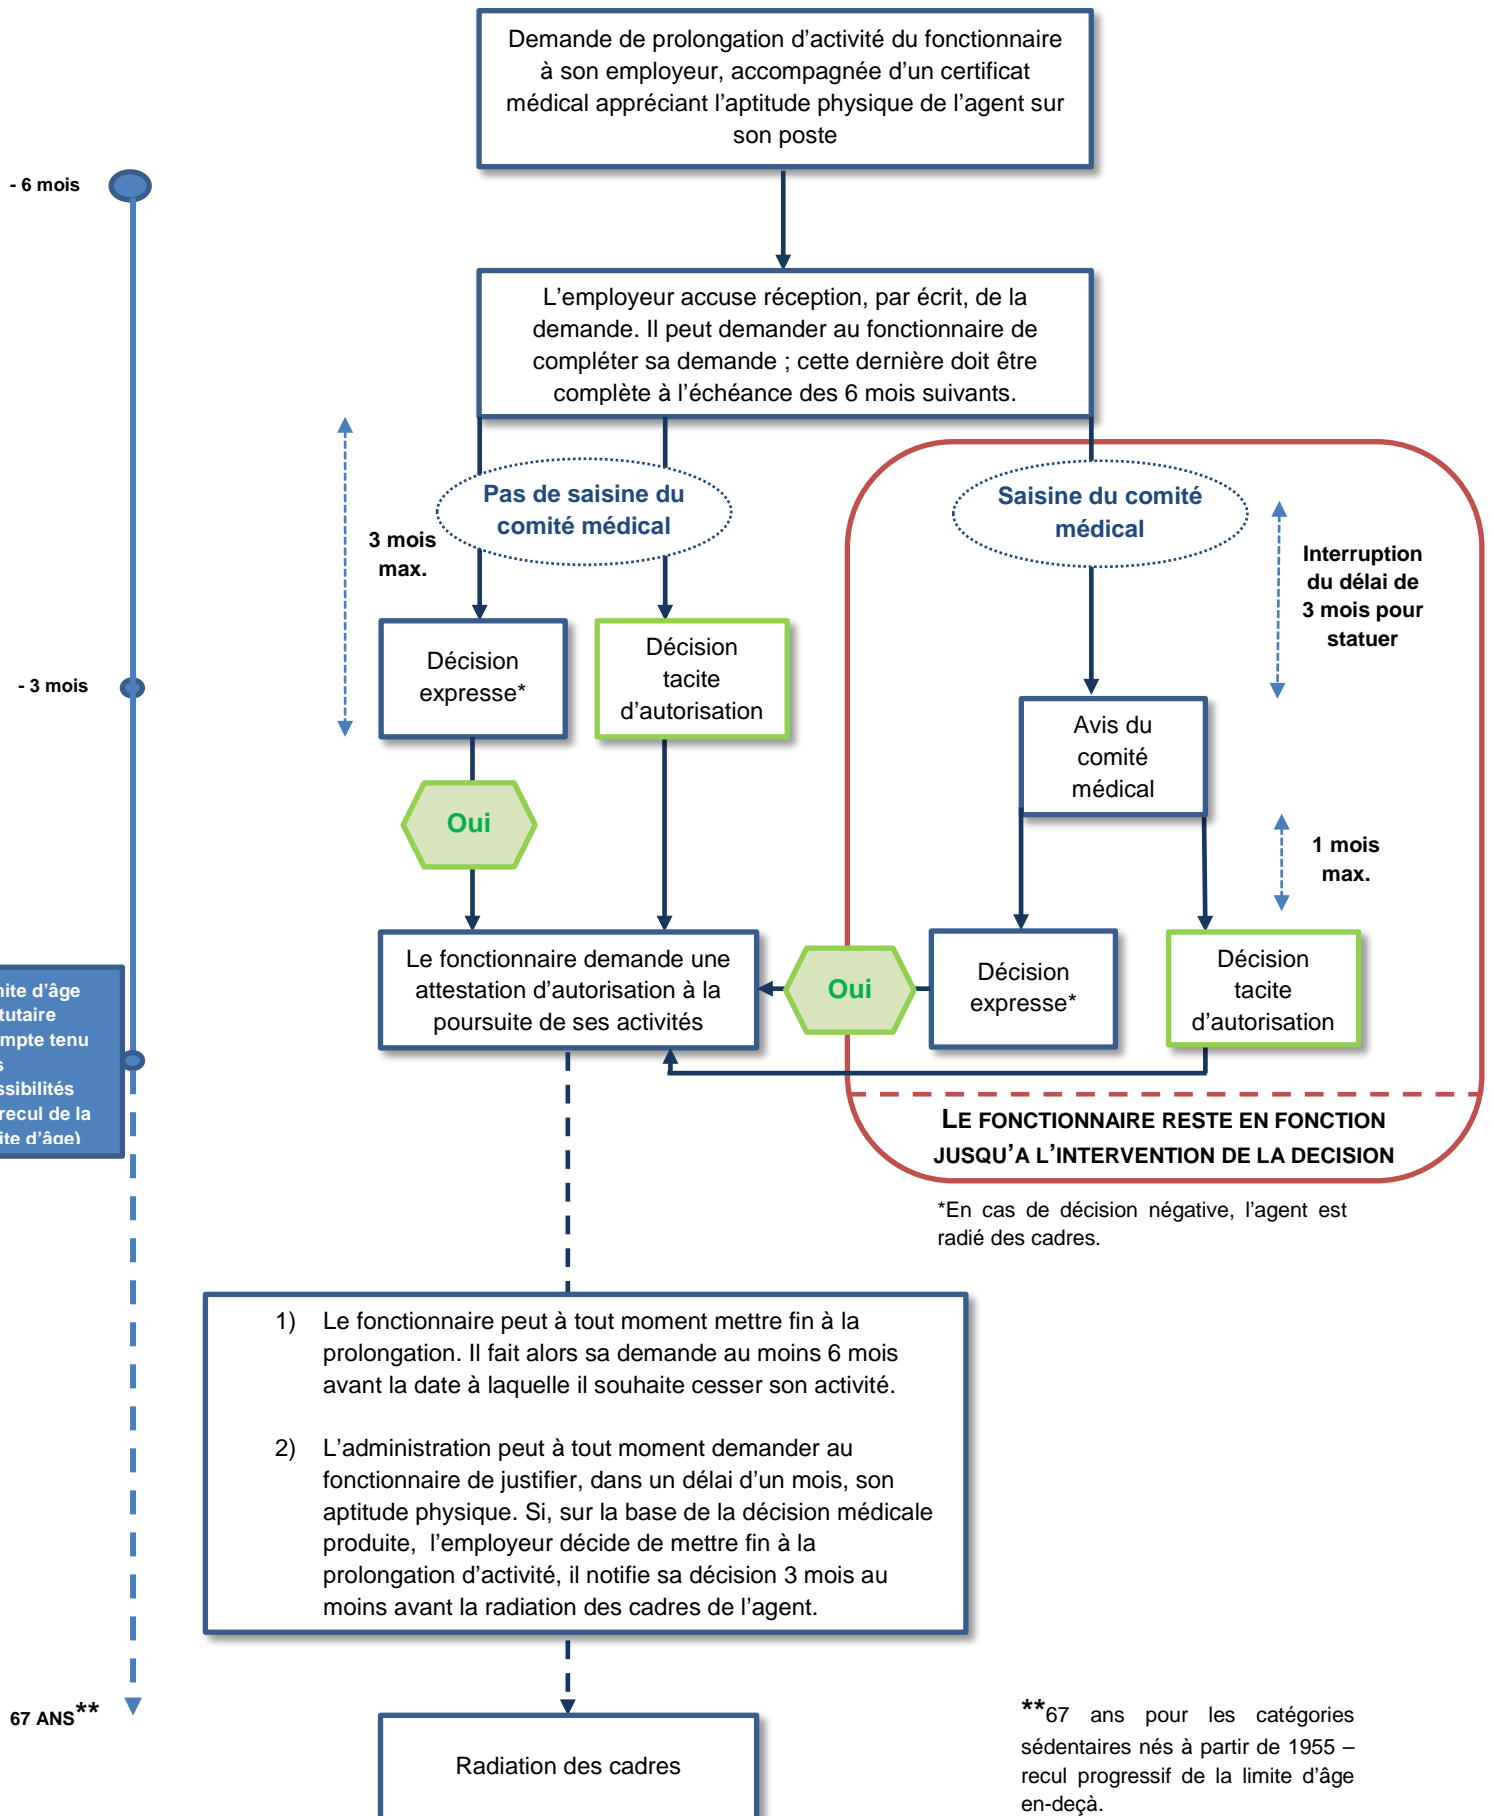 Demande de prolongation d’activité du fonctionnaire
à son employeur, accompagnée d’un certificat
médical appréciant l’aptitude physique de l’agent sur
son poste
- 6 mois
L’employeur accuse réception, par écrit, de la
demande. Il peut demander au fonctionnaire de
compléter sa demande ; cette dernière doit être
complète à l’échéance des 6 mois suivants.
Pas de saisine du
comité médical
Saisine du comité
médical
3 mois
max.
Interruption
du délai de
3 mois pour
statuer
Décision
expresse*
Décision
tacite
d’autorisation
- 3 mois
Avis du
comité
médical
Oui
1 mois
max.
Le fonctionnaire demande une
attestation d’autorisation à la
poursuite de ses activités
Oui
Décision
expresse*
Décision
tacite
d’autorisation
d’âge
tenu
recul de la
d’âge)
LE FONCTIONNAIRE RESTE EN FONCTION
JUSQU’A L’INTERVENTION DE LA DECISION
*En cas de décision négative, l’agent est
radié des cadres.
1) Le fonctionnaire peut à tout moment mettre fin à la
prolongation. Il fait alors sa demande au moins 6 mois
avant la date à laquelle il souhaite cesser son activité.
2) L’administration peut à tout moment demander au
fonctionnaire de justifier, dans un délai d’un mois, son
aptitude physique. Si, sur la base de la décision médicale
produite, l’employeur décide de mettre fin à la
prolongation d’activité, il notifie sa décision 3 mois au
moins avant la radiation des cadres de l’agent.
67 ANS**
Radiation des cadres
**67 ans pour les catégories
sédentaires nés à partir de 1955 –
recul progressif de la limite d’âge
en-deçà.